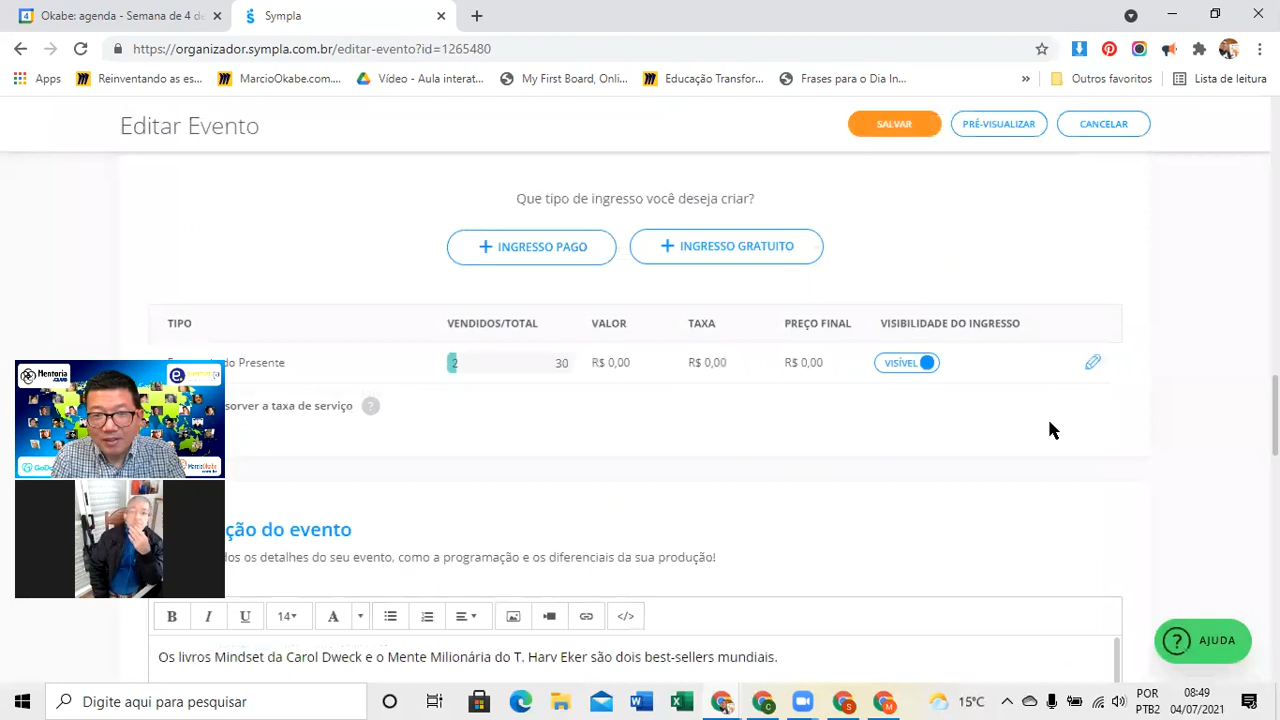 Okabe: agenda - Semana de 4 d
Sympla
https://organizador.sympla.com.br/editar-evento?id=1265480
Apps
Reinventando as es...
MarcioOkabe.com....
Vídeo - Aula interat...
My First Board, Onli...
Educação Transfor...
Frases para o Dia In...
»
Outros favoritos
Lista de leitura
Editar Evento
SALVAR
PRÉ-VISUALIZAR
CANCELAR
Que tipo de ingresso você deseja criar?
+ INGRESSO PAGO
+ INGRESSO GRATUITO
TIPO VENDIDOS/TOTAL VALOR TAXA PREÇO FINAL VISIBILIDADE DO INGRESSO
do Presente 2 30 R$ 0,00 R$ 0,00 R$ 0,00 VISÍVEL
sorver a taxa de serviço ?
Mentoria
ção do evento
dos os detalhes do seu evento, como a programação e os diferenciais da sua produção!
B I U 14 A </>
Os livros Mindset da Carol Dweck e o Mente Milionária do T. Harv Eker são dois best-sellers mundiais.
? AJUDA
Digite aqui para pesquisar
15°C
POR
PTB2
08:49
04/07/2021